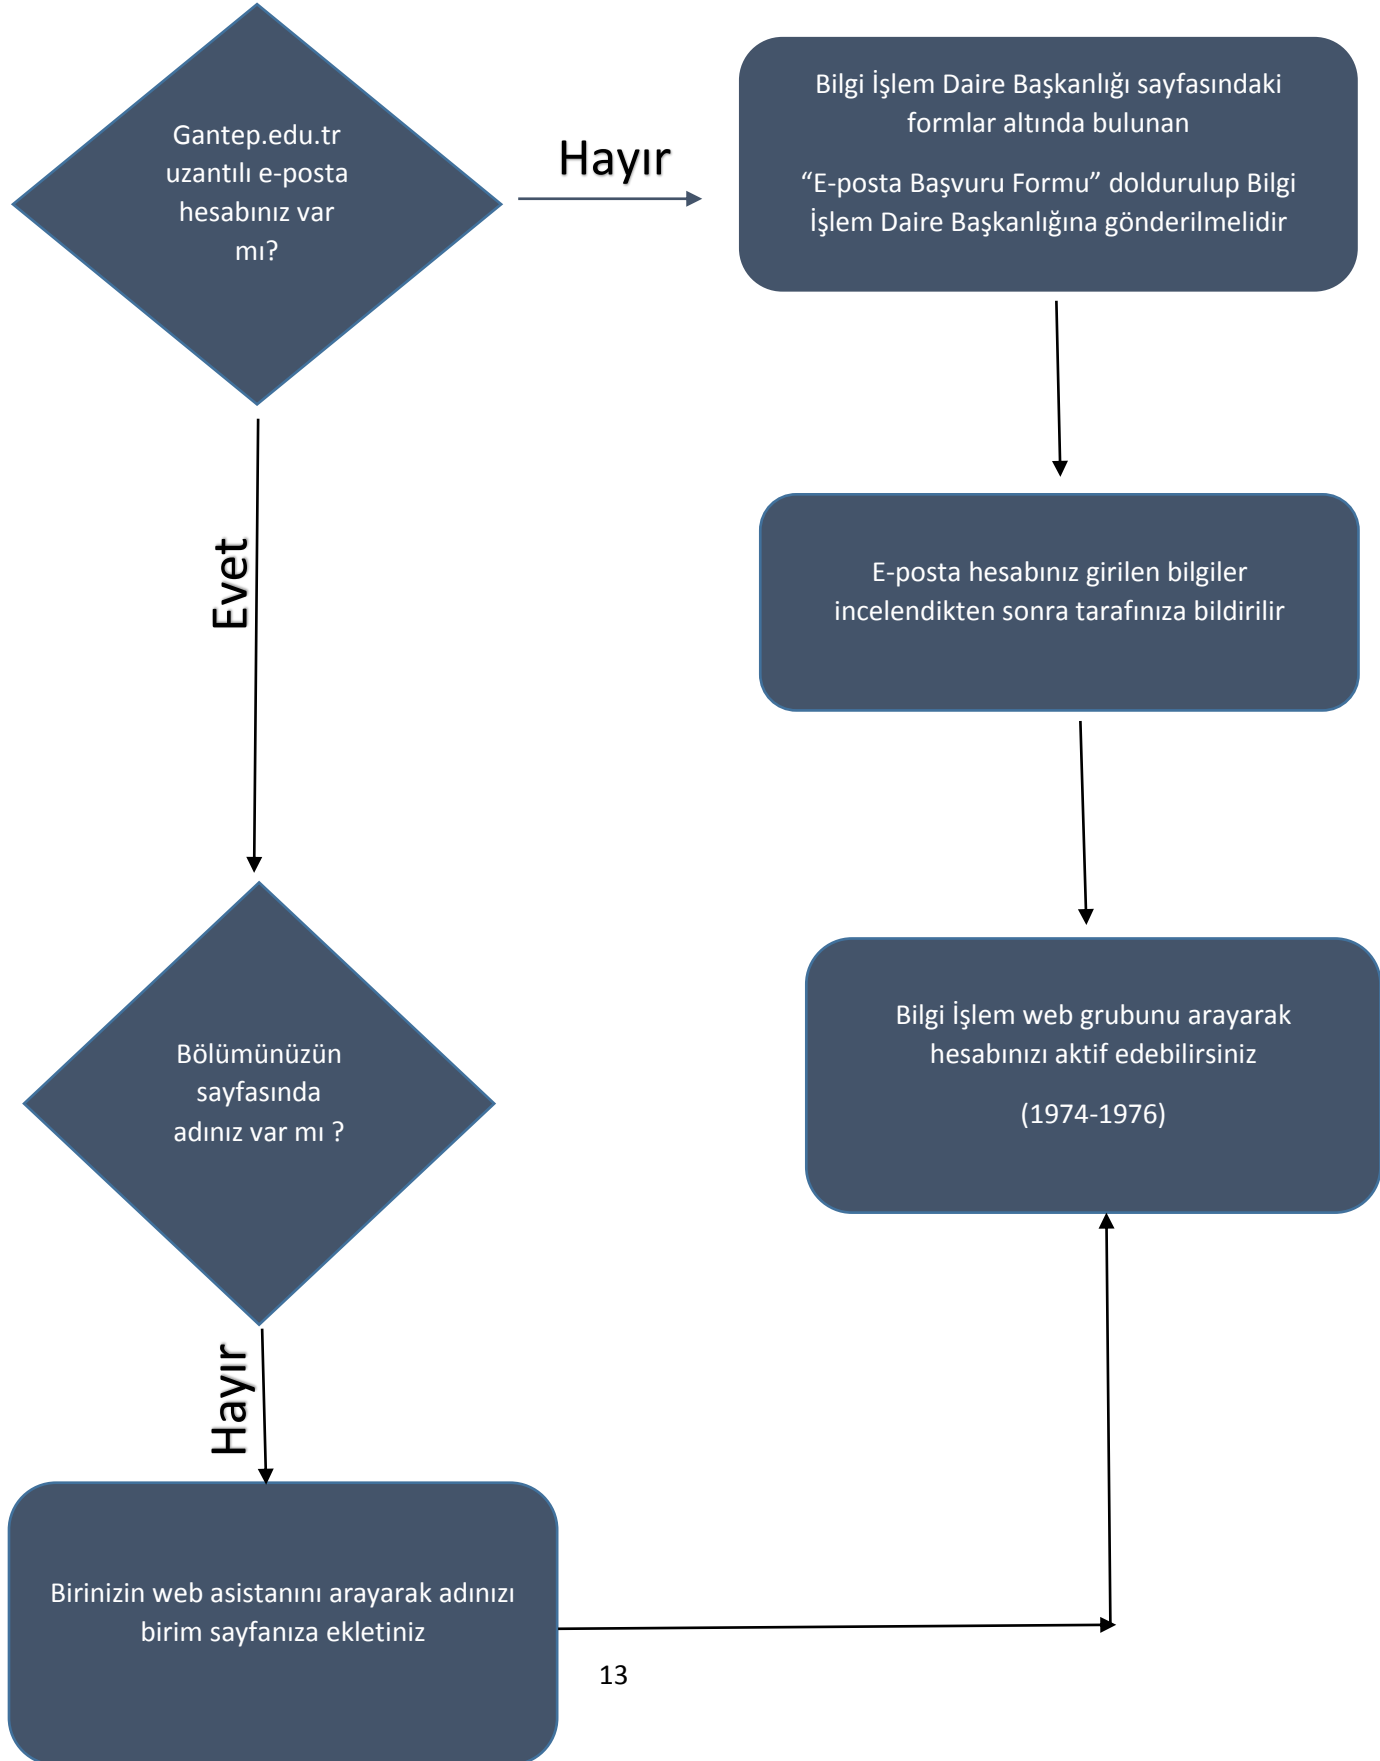 Gantep.edu.tr
uzantılı e-posta
hesabınız var
mı?
Hayır
Bilgi İşlem Daire Başkanlığı sayfasındaki
formlar altında bulunan
“E-posta Başvuru Formu” doldurulup Bilgi
İşlem Daire Başkanlığına gönderilmelidir
Evet
E-posta hesabınız girilen bilgiler
incelendikten sonra tarafınıza bildirilir
Bölümünüzün
sayfasında
adınız var mı ?
Bilgi İşlem web grubunu arayarak
hesabınızı aktif edebilirsiniz
(1974-1976)
Hayır
Birinizin web asistanını arayarak adınızı
birim sayfanıza ekletiniz
13